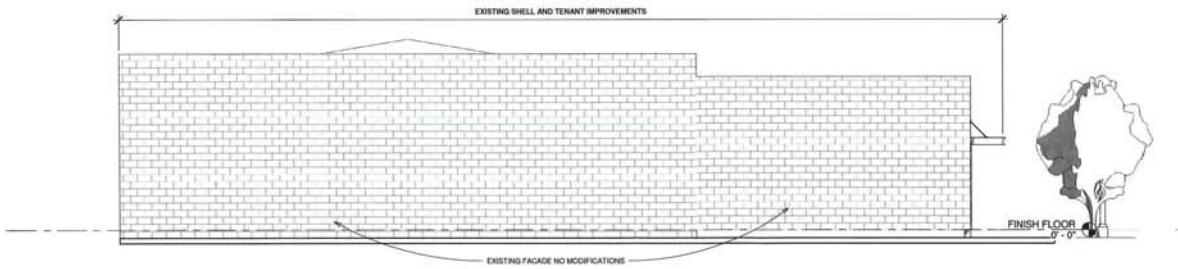 EXISTING SHELL AND TENANT IMPROVEMENTS
FINISH FLOOR
0' - 0"
EXISTING FACADE NO MODIFICATIONS